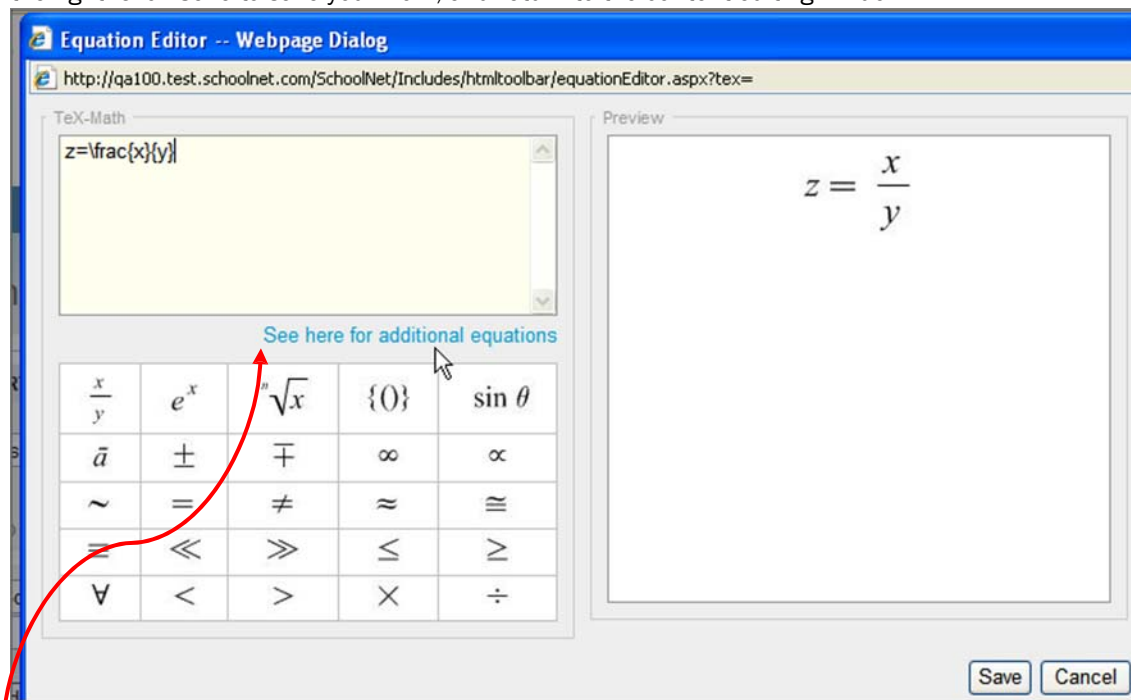 Equation Editor -- Webpage Dialog
http://qa100.test.schoolnet.com/SchoolNet/Includes/htmltoolbar/equationEditor.aspx?tex=
TeX-Math
z=\frac{x}{y}
See here for additional equations
x/y e^x ⁿ√x {()} sin θ
ā ± ∓ ∞ ∝
~ = ≠ ≈ ≅
≡ ≪ ≫ ≤ ≥
∀ < > × ÷
Preview
z = x/y
Save Cancel